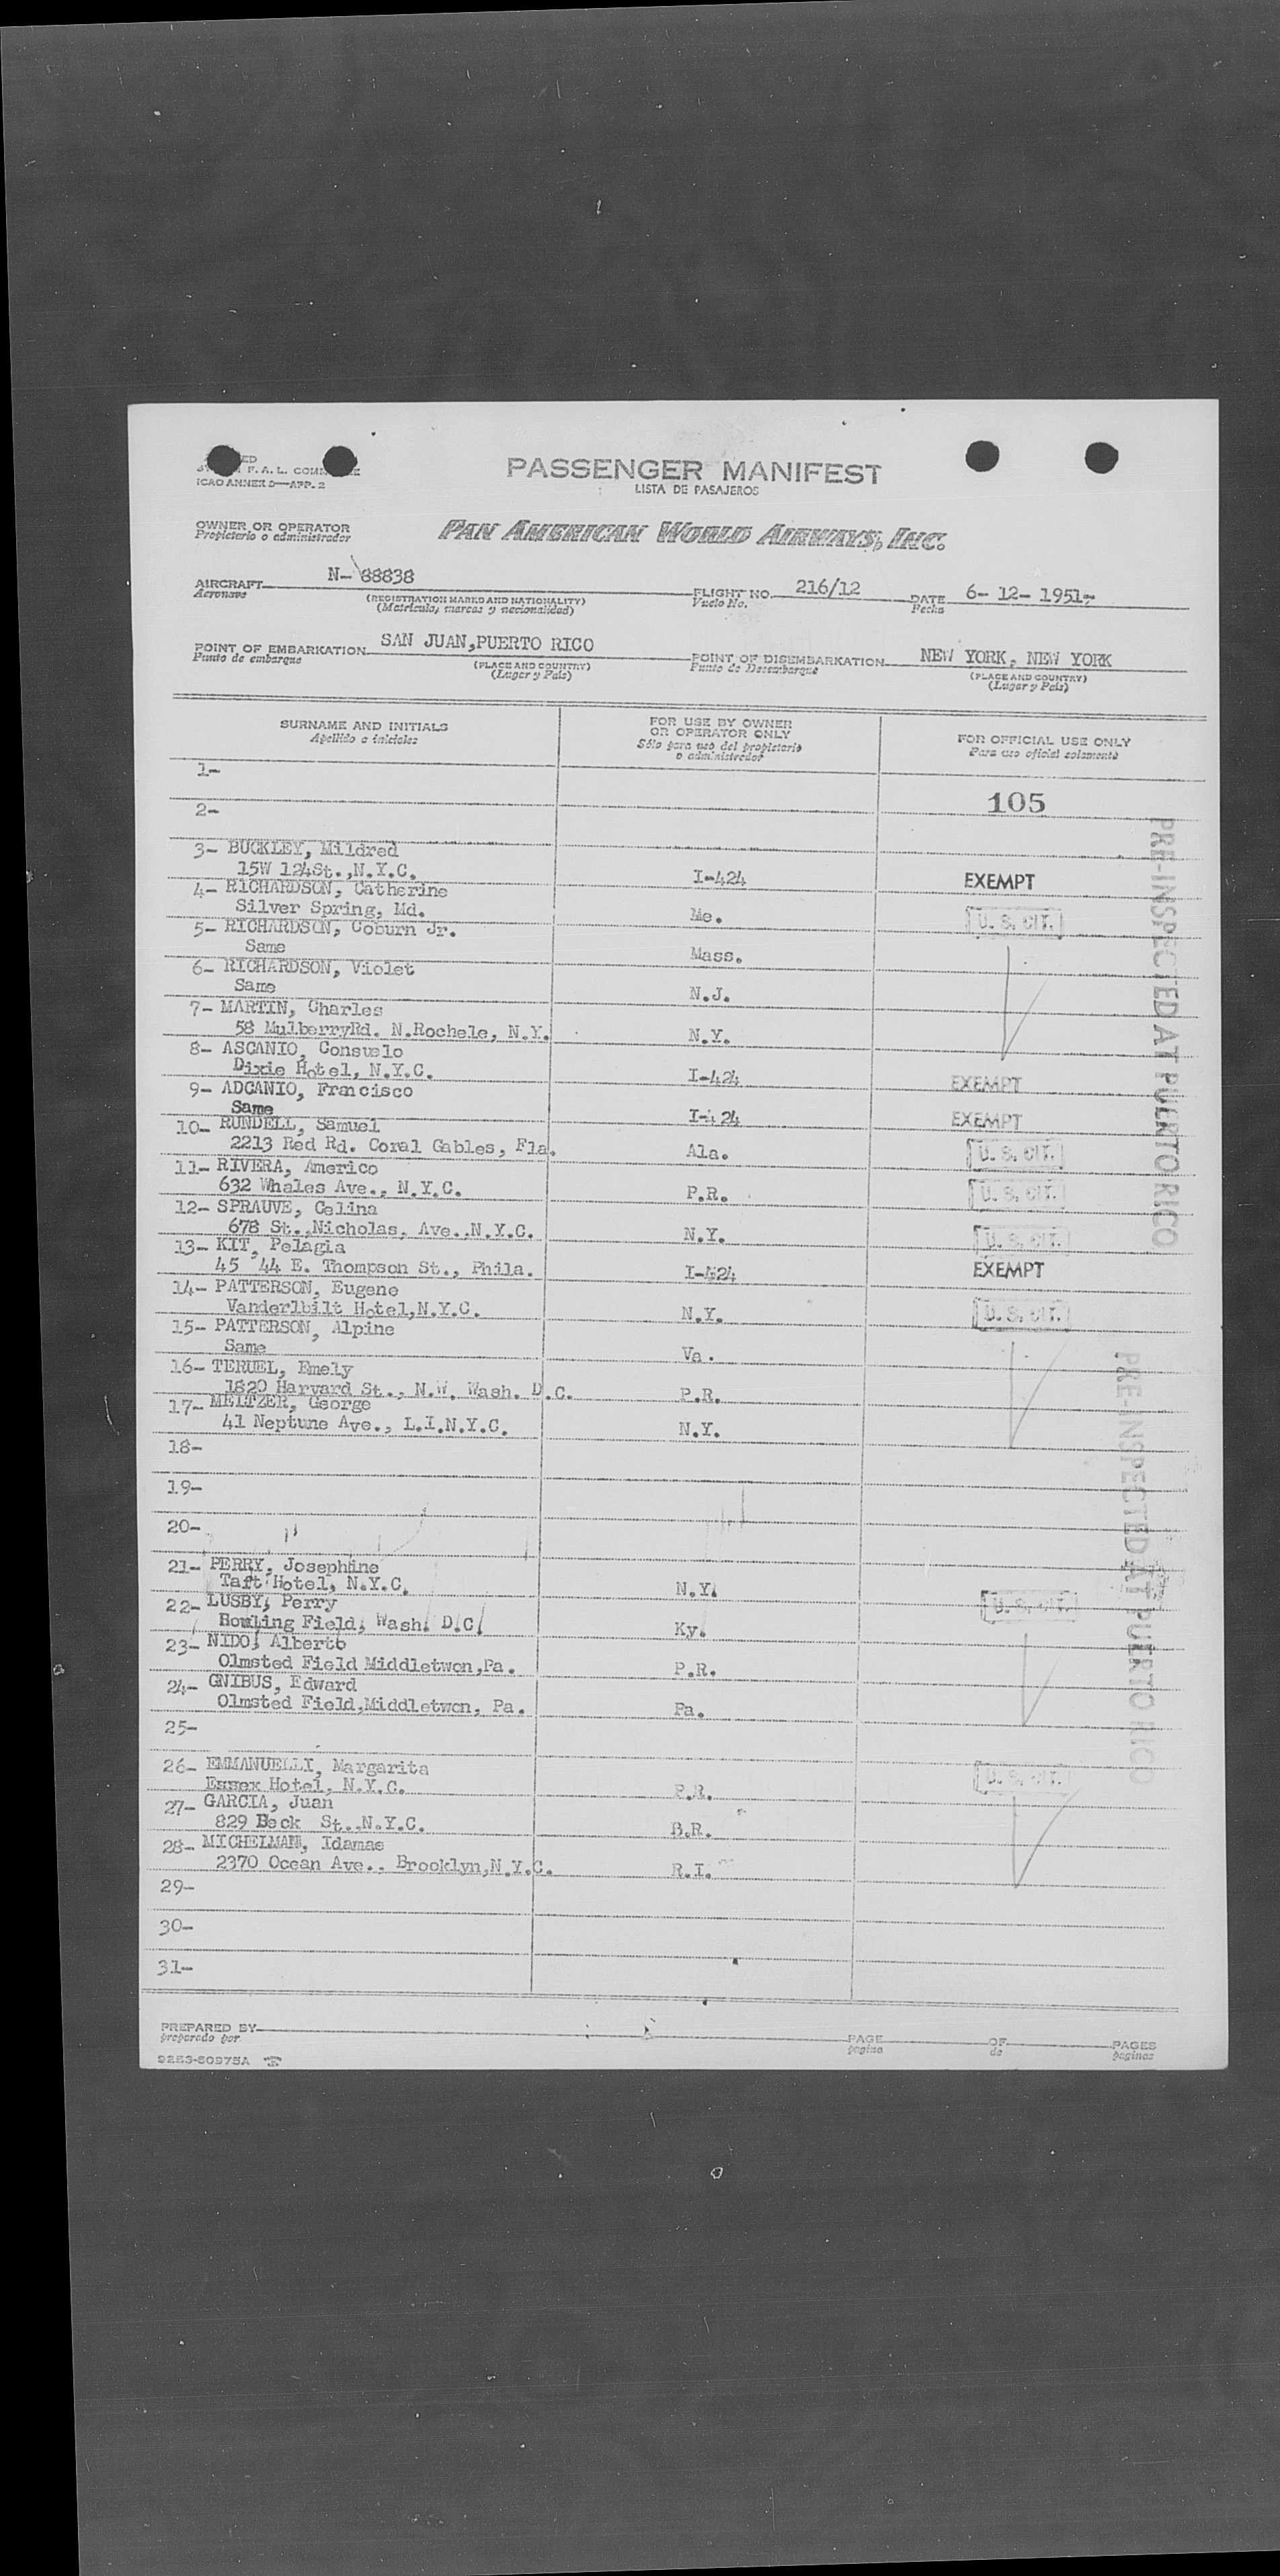 ICAO ANNEX 9—APP. 2
PASSENGER MANIFEST
LISTA DE PASAJEROS
OWNER OR OPERATOR
Propietario o administrador
PAN AMERICAN WORLD AIRWAYS, INC.
AIRCRAFT N- 88838
Aeronave
(REGISTRATION MARKS AND NATIONALITY)
(Matrícula, marcas y nacionalidad)
FLIGHT NO. 216/12
Vuelo No.
DATE 6- 12- 1951-
Fecha
POINT OF EMBARKATION SAN JUAN,PUERTO RICO
Punto de embarque
(PLACE AND COUNTRY)
(Lugar y País)
POINT OF DISEMBARKATION NEW YORK, NEW YORK
Punto de Desembarque
(PLACE AND COUNTRY)
(Lugar y País)
SURNAME AND INITIALS
Apellido e iniciales
FOR USE BY OWNER
OR OPERATOR ONLY
Sólo para uso del propietario
o administrador
FOR OFFICIAL USE ONLY
Para uso oficial solamente
1-
105
2-
3- BUCKLEY, Mildred
15W 124St.,N.Y.C. I-424 EXEMPT
4- RICHARDSON, Catherine
Silver Spring, Md. Me. U. S. CIT.
5- RICHARDSON, Coburn Jr.
Same Mass.
6- RICHARDSON, Violet
Same N.J.
7- MARTIN, Charles
58 MulberryRd. N.Rochele, N.Y. N.Y.
8- ASCANIO, Consuelo
Dixie Hotel, N.Y.C. I-424 EXEMPT
9- ADCANIO, Francisco
Same I-424 EXEMPT
10- RUNDELL, Samuel
2213 Red Rd. Coral Gables, Fla. Ala. U. S. CIT.
11- RIVERA, Americo
632 Whales Ave., N.Y.C. P.R. U. S. CIT.
12- SPRAUVE, Celina
678 St.,Nicholas, Ave.,N.Y.C. N.Y. U. S. CIT.
13- KIT, Pelagia
45 44 E. Thompson St., Phila. I-424 EXEMPT
14- PATTERSON, Eugene
Vanderlbilt Hotel,N.Y.C. N.Y. U. S. CIT.
15- PATTERSON, Alpine
Same Va.
16- TERUEL, Emely
1820 Harvard St., N.W. Wash. D.C. P.R.
17- MELTZER, George
41 Neptune Ave., L.I.N.Y.C. N.Y.
18-
19-
20-
21- PERRY, Josephine
Taft Hotel, N.Y.C. N.Y.
22- LUSBY, Perry U. S. CIT.
Howling Field, Wash. D.C. Ky.
23- NIDO, Alberto
Olmsted Field Middletwon,Pa. P.R.
24- GNIBUS, Edward
Olmsted Field,Middletwon, Pa. Pa.
25-
26- EMMANUELLI, Margarita
Essex Hotel, N.Y.C. P.R. U. S. CIT.
27- GARCIA, Juan
829 Beck St.,N.Y.C. B.R.
28- MICHELMAN, Idamae
2370 Ocean Ave., Brooklyn,N.Y.C. R.I.
29-
30-
31-
PRE-INSPECTED AT PUERTO RICO
PRE-INSPECTED AT PUERTO RICO
PREPARED BY
preparado por
PAGE
página
OF
de
PAGES
páginas